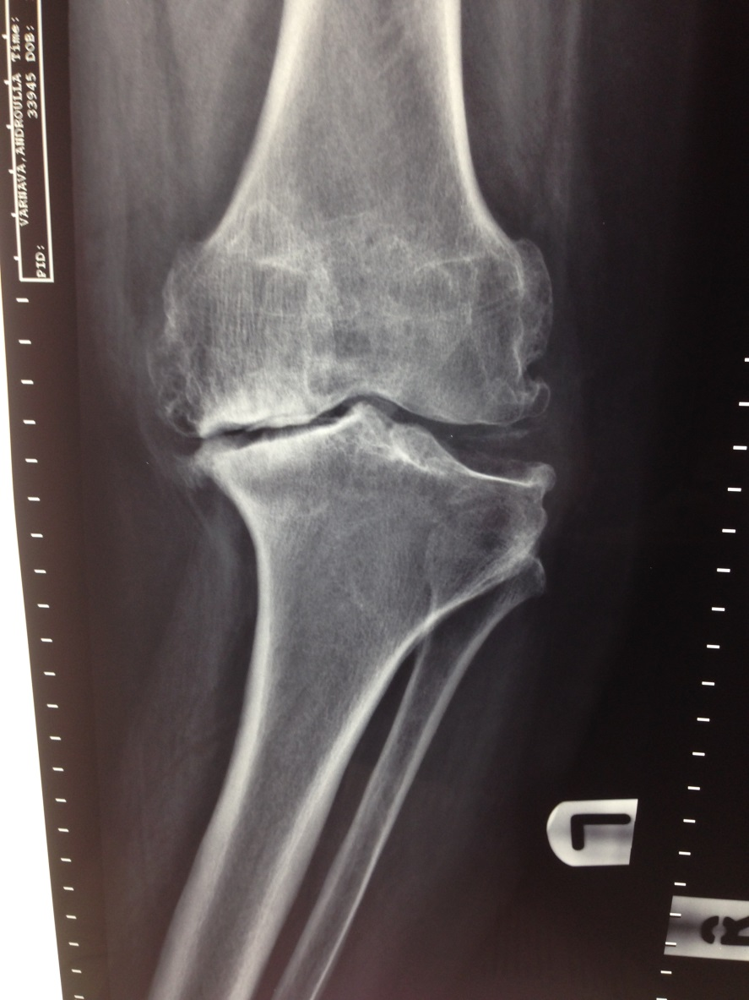 VARNAVA,ANDROULLA Time:
33945 DOB:
PID:
L
R